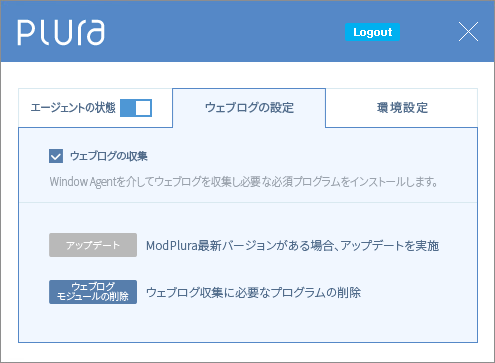 PLURA
Logout
エージェントの状態
ウェブログの設定
環境設定
ウェブログの収集
Window Agentを介してウェブログを収集し必要な必須プログラムをインストールします。
アップデート
ModPlura最新バージョンがある場合、アップデートを実施
ウェブログ
モジュールの削除
ウェブログ収集に必要なプログラムの削除